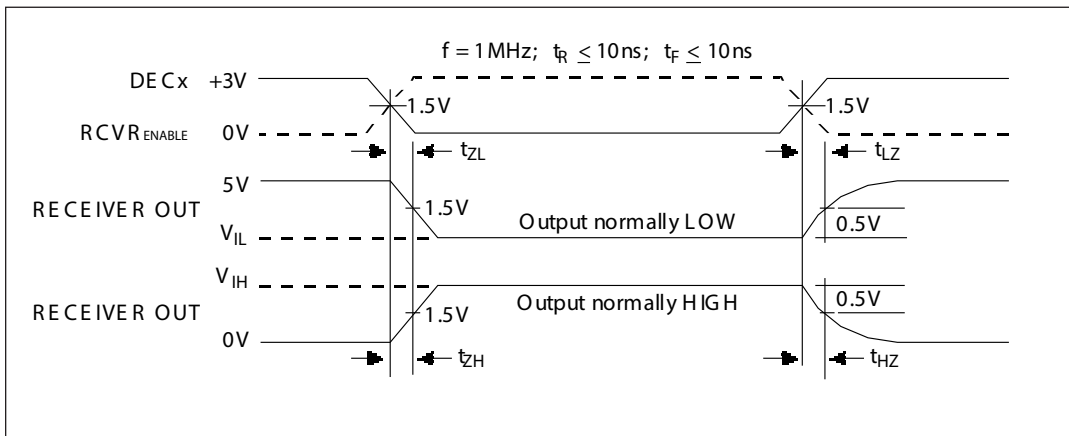 f = 1MHz; tR ≤ 10ns; tF ≤ 10ns
DECx +3V
1.5V 1.5V
RCVRENABLE 0V
tZL tLZ
5V
RECEIVER OUT 1.5V Output normally LOW 0.5V
VIL
VIH
RECEIVER OUT 1.5V Output normally HIGH 0.5V
0V
tZH tHZ